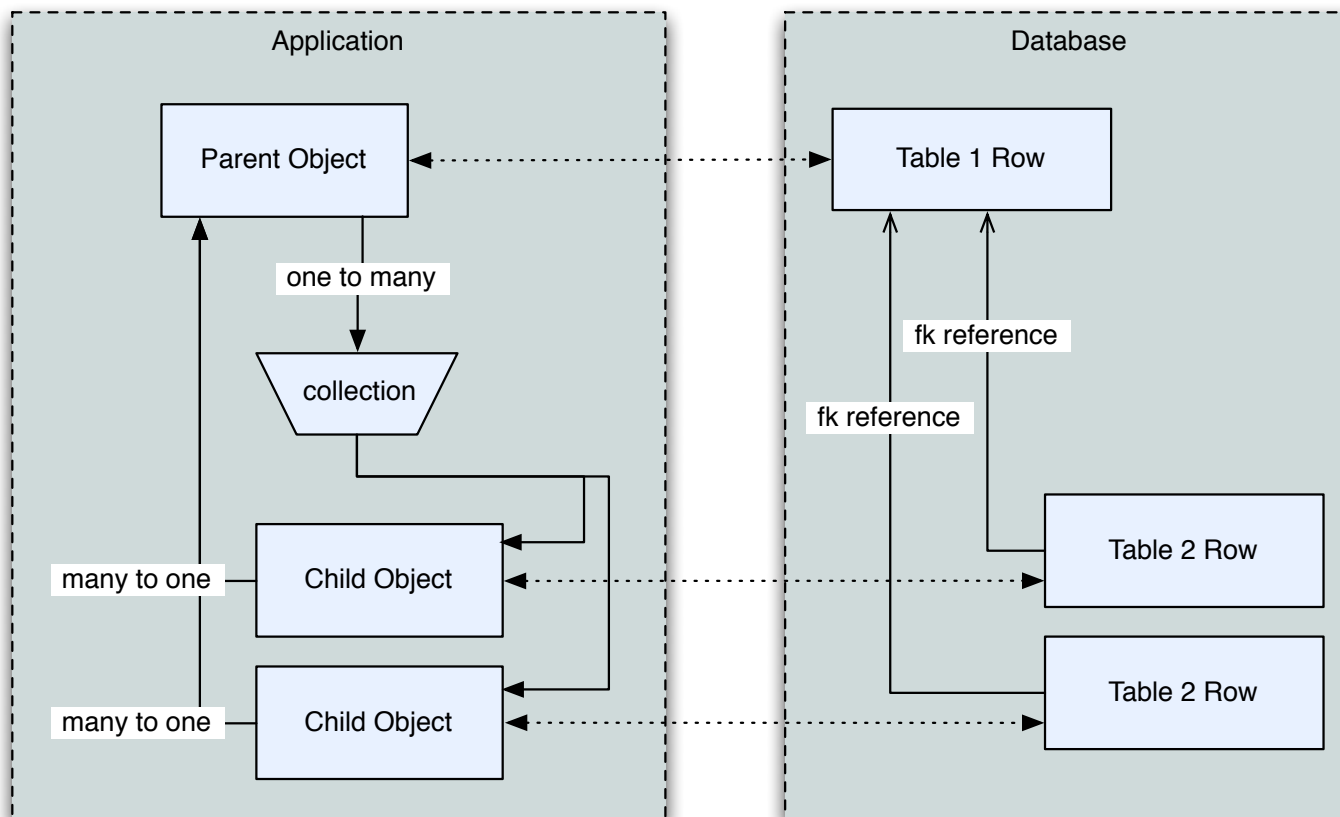 Application
Parent Object
one to many
collection
many to one
Child Object
many to one
Child Object
Database
Table 1 Row
fk reference
fk reference
Table 2 Row
Table 2 Row